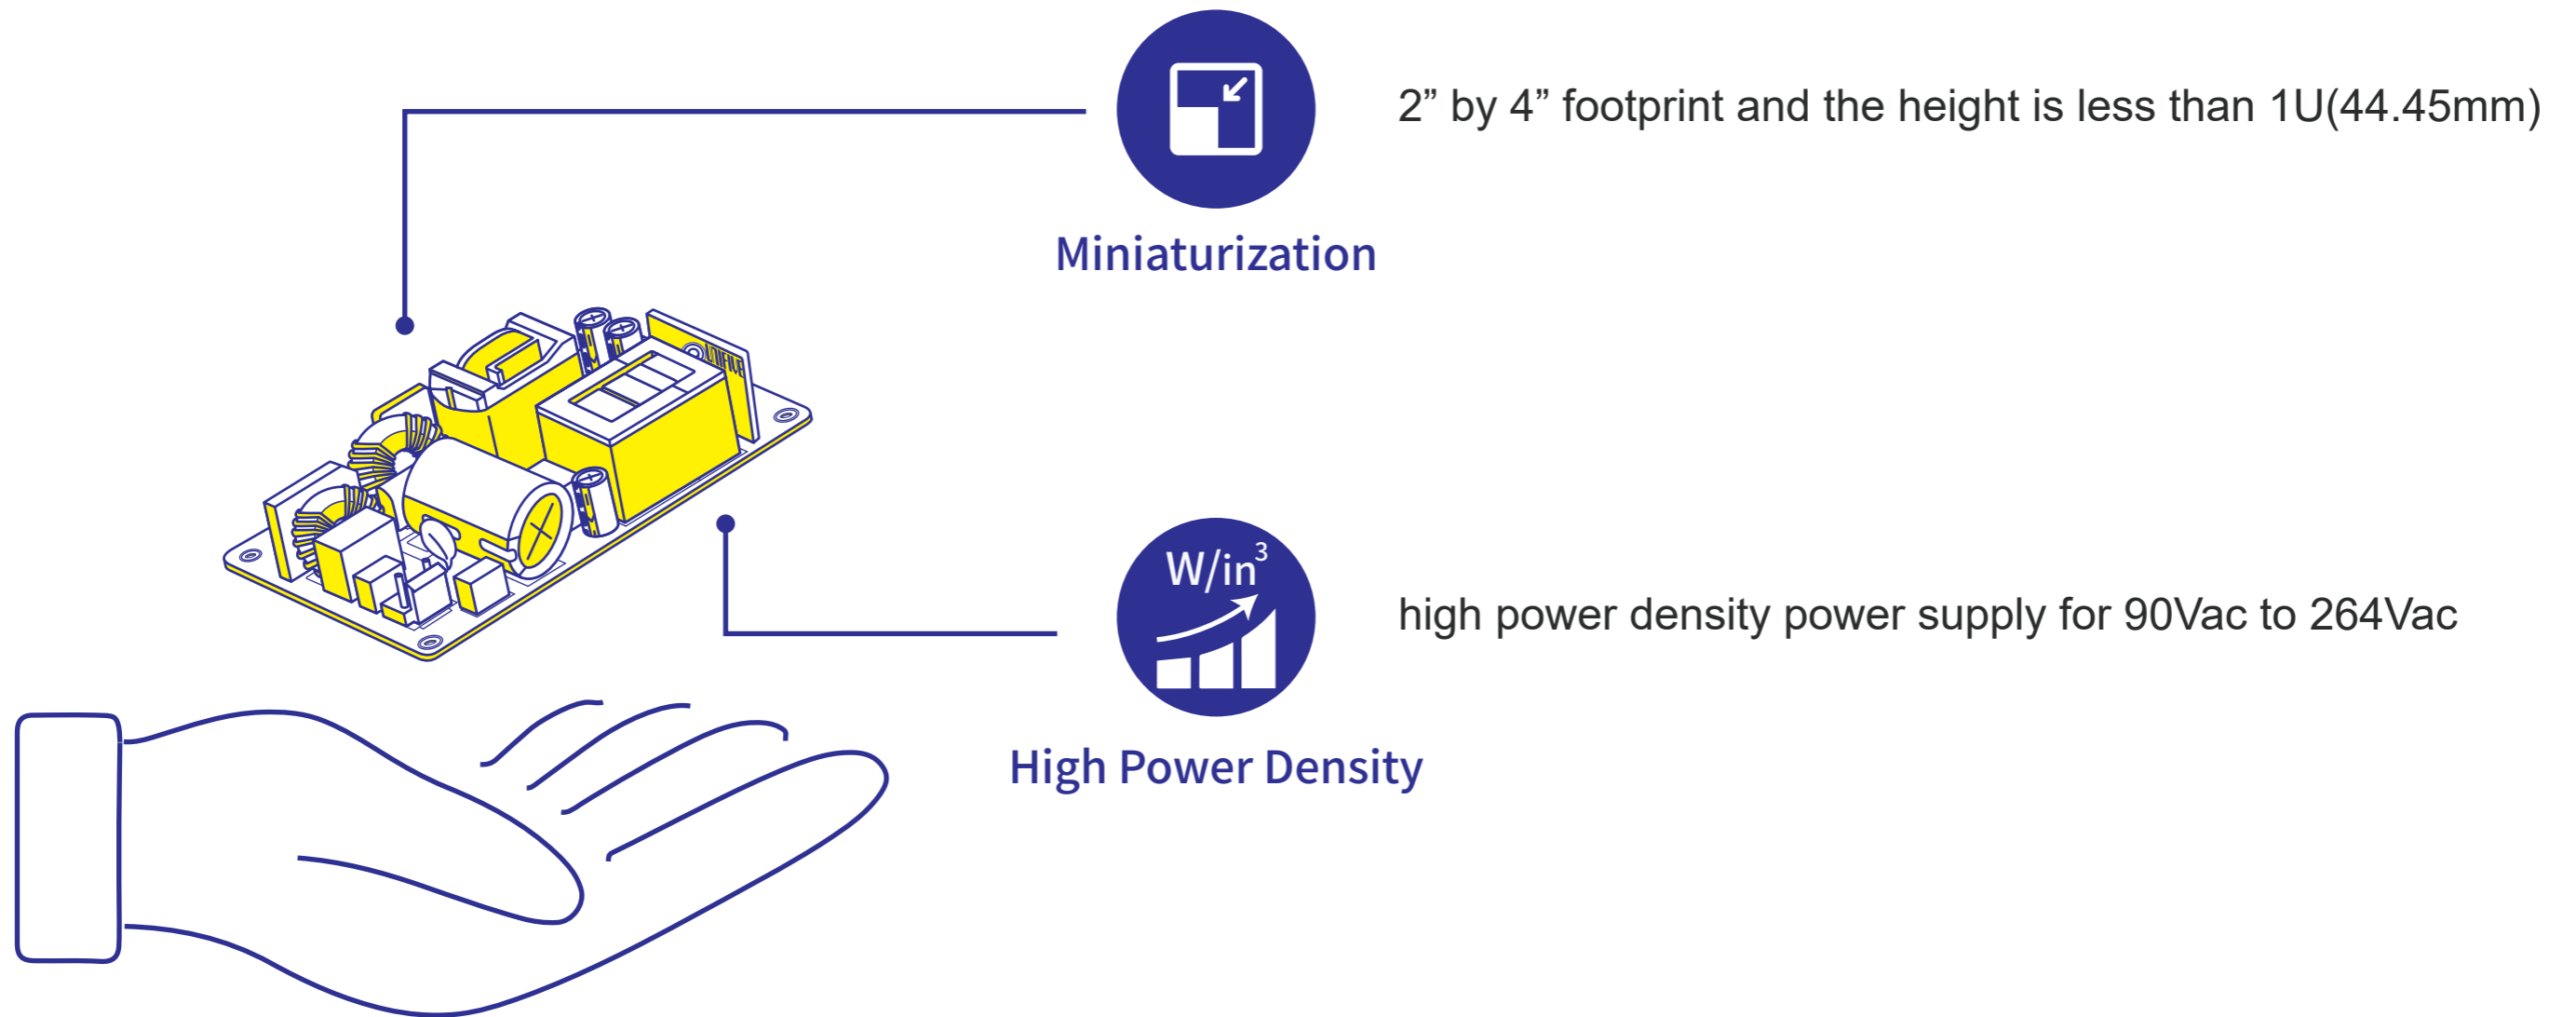 2” by 4” footprint and the height is less than 1U(44.45mm)
Miniaturization
UNIFIVE
W/in³
high power density power supply for 90Vac to 264Vac
High Power Density